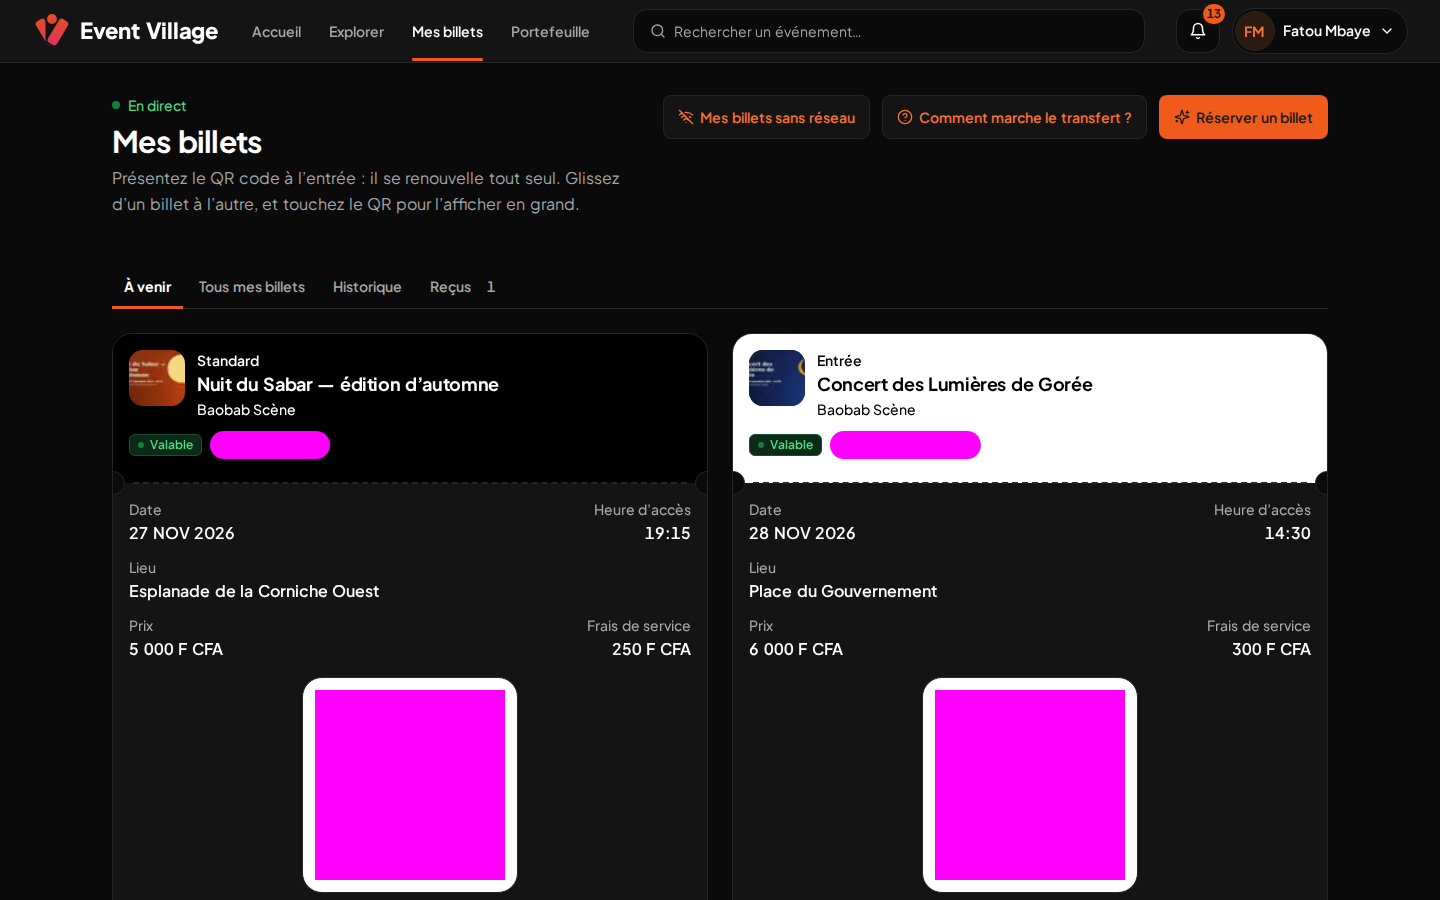 Event Village
Accueil
Explorer
Mes billets
Portefeuille
Rechercher un événement…
13
FM
Fatou Mbaye
En direct
Mes billets
Présentez le QR code à l’entrée : il se renouvelle tout seul. Glissez
d’un billet à l’autre, et touchez le QR pour l’afficher en grand.
Mes billets sans réseau
Comment marche le transfert ?
Réserver un billet
À venir
Tous mes billets
Historique
Reçus 1
Standard
Nuit du Sabar — édition d’automne
Baobab Scène
Valable
Date
Heure d’accès
27 NOV 2026
19:15
Lieu
Esplanade de la Corniche Ouest
Prix
Frais de service
5 000 F CFA
250 F CFA
Entrée
Concert des Lumières de Gorée
Baobab Scène
Valable
Date
Heure d’accès
28 NOV 2026
14:30
Lieu
Place du Gouvernement
Prix
Frais de service
6 000 F CFA
300 F CFA